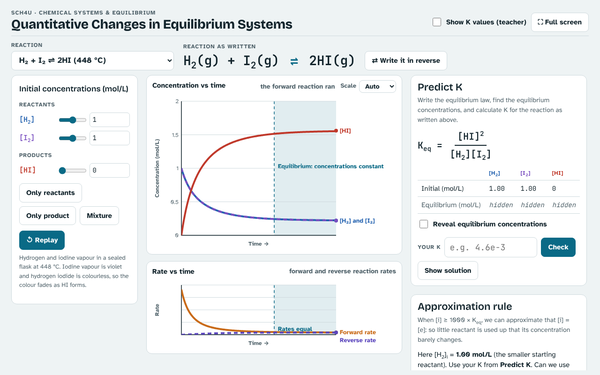 SCH4U · CHEMICAL SYSTEMS & EQUILIBRIUM
Quantitative Changes in Equilibrium Systems
Show K values (teacher)
⛶ Full screen
REACTION
H₂ + I₂ ⇌ 2HI (448 °C)
REACTION AS WRITTEN
H₂(g) + I₂(g) ⇌ 2HI(g)
⇄ Write it in reverse
Initial concentrations (mol/L)
REACTANTS
[H₂] 1
[I₂] 1
PRODUCTS
[HI] 0
Only reactants
Only product
Mixture
↺ Replay
Hydrogen and iodine vapour in a sealed
flask at 448 °C. Iodine vapour is violet
and hydrogen iodide is colourless, so the
colour fades as HI forms.
Concentration vs time
the forward reaction ran
Scale
Auto
Concentration (mol/L)
2
1.5
1
0.5
0
[HI]
Equilibrium: concentrations constant
[H₂] and [I₂]
Time →
Rate vs time
forward and reverse reaction rates
Rate
Rates equal
Forward rate
Reverse rate
Time →
Predict K
Write the equilibrium law, find the equilibrium
concentrations, and calculate K for the reaction as
written above.
Keq = [HI]² / [H₂][I₂]
[H₂] [I₂] [HI]
Initial (mol/L) 1.00 1.00 0
Equilibrium (mol/L) hidden hidden hidden
Reveal equilibrium concentrations
YOUR K
e.g. 4.6e-3
Check
Show solution
Approximation rule
When [i] ≥ 1000 × Keq we can approximate that [i] =
[e]: so little reactant is used up that its concentration
barely changes.
Here [H₂]i = 1.00 mol/L (the smaller starting
reactant). Use your K from Predict K. Can we use